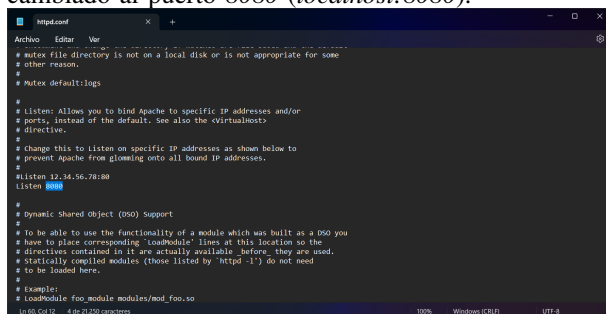 cambiado al puerto 8080 (localhost:8080).
httpd.conf × +
Archivo Editar Ver
# mutex file directory is not on a local disk or is not appropriate for some
# other reason.
#
# Mutex default:logs
#
# Listen: Allows you to bind Apache to specific IP addresses and/or
# ports, instead of the default. See also the <VirtualHost>
# directive.
#
# Change this to Listen on specific IP addresses as shown below to
# prevent Apache from glomming onto all bound IP addresses.
#
#Listen 12.34.56.78:80
Listen 8080
#
# Dynamic Shared Object (DSO) Support
#
# To be able to use the functionality of a module which was built as a DSO you
# have to place corresponding `LoadModule' lines at this location so the
# directives contained in it are actually available _before_ they are used.
# Statically compiled modules (those listed by `httpd -l') do not need
# to be loaded here.
#
# Example:
# LoadModule foo_module modules/mod_foo.so
Ln 60, Col 12 4 de 21.250 caracteres 100% Windows (CRLF) UTF-8